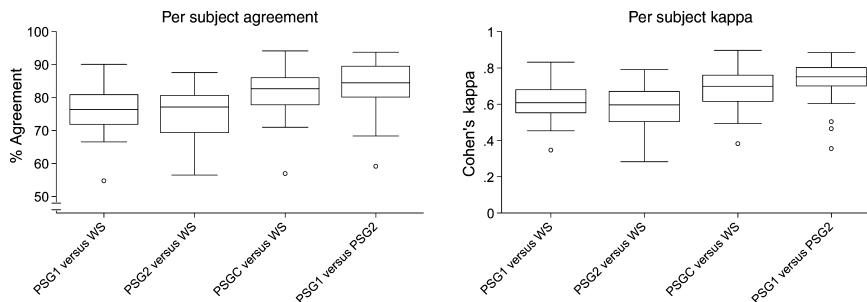 Per subject agreement
% Agreement
100
90
80
70
60
50
PSG1 versus WS
PSG2 versus WS
PSGC versus WS
PSG1 versus PSG2
Per subject kappa
Cohen's kappa
1
.8
.6
.4
.2
0
PSG1 versus WS
PSG2 versus WS
PSGC versus WS
PSG1 versus PSG2